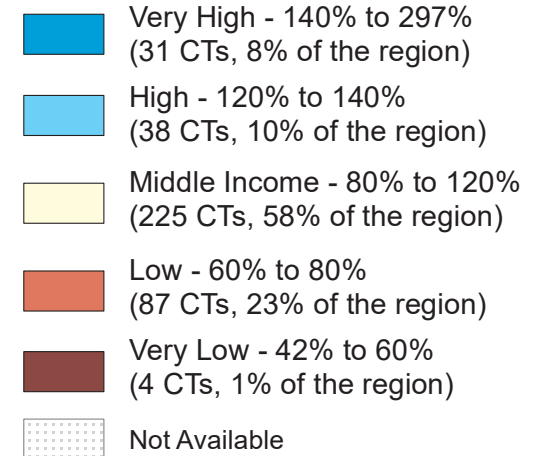 Very High - 140% to 297%
(31 CTs, 8% of the region)
High - 120% to 140%
(38 CTs, 10% of the region)
Middle Income - 80% to 120%
(225 CTs, 58% of the region)
Low - 60% to 80%
(87 CTs, 23% of the region)
Very Low - 42% to 60%
(4 CTs, 1% of the region)
Not Available